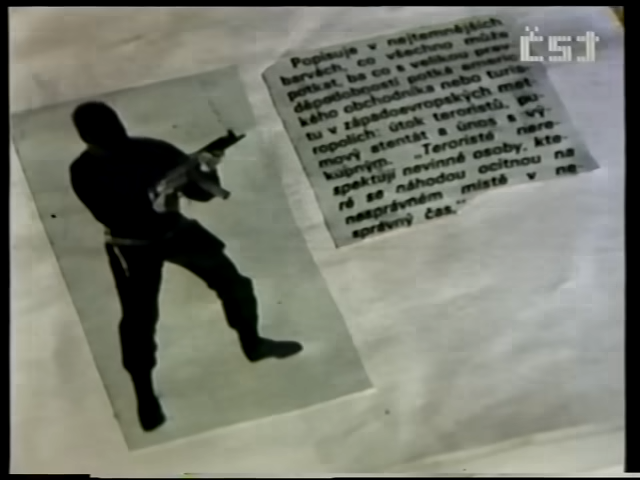 ČST
Popisuje v nejtemnějších
barvách, co všechno může
potkat, ba co s velikou prav
děpodobností potká americ
kého obchodníka nebo turis
tu v západoevropských met
ropolích: útok teroristů, pu
mový atentát a únos s vý
kupným. „Teroristé nere-
spektují nevinné osoby, kte-
ré se náhodou ocitnou na
nesprávném místě v ne
správný čas.“